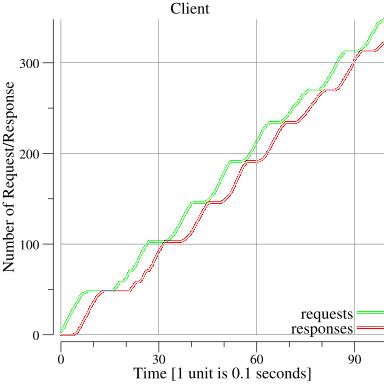 Client
Number of Request/Response
300
200
100
0
requests
responses
0 30 60 90
Time [1 unit is 0.1 seconds]